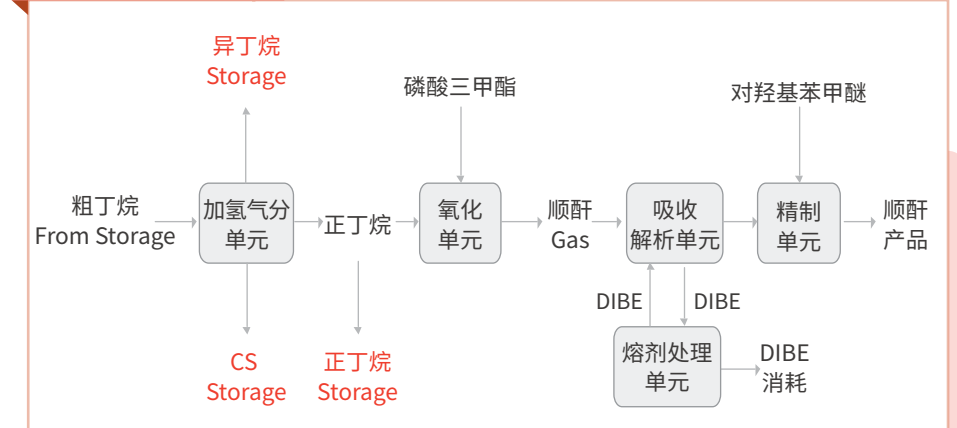 异丁烷
Storage
磷酸三甲酯
对羟基苯甲醚
粗丁烷
From Storage
加氢气分
单元
正丁烷
氧化
单元
顺酐
Gas
吸收
解析单元
精制
单元
顺酐
产品
DIBE
DIBE
CS
Storage
正丁烷
Storage
熔剂处理
单元
DIBE
消耗